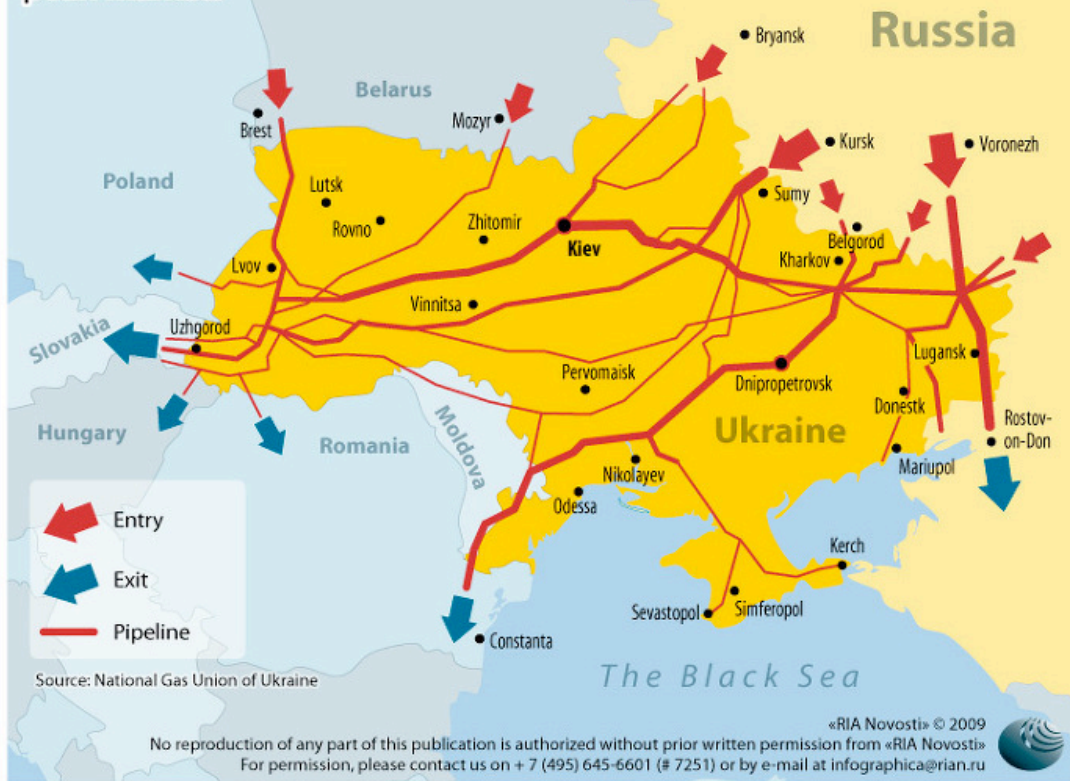 Russia
Bryansk
Belarus
Brest
Mozyr
Kursk
Voronezh
Poland
Lutsk
Rovno
Zhitomir
Kiev
Sumy
Belgorod
Kharkov
Lvov
Vinnitsa
Uzhgorod
Slovakia
Lugansk
Pervomaisk
Dnipropetrovsk
Donestk
Ukraine
Rostov-
on-Don
Hungary
Romania
Moldova
Mariupol
Nikolayev
Odessa
Entry
Exit
Pipeline
Kerch
Sevastopol
Simferopol
Constanta
The Black Sea
Source: National Gas Union of Ukraine
«RIA Novosti» © 2009
No reproduction of any part of this publication is authorized without prior written permission from «RIA Novosti»
For permission, please contact us on + 7 (495) 645-6601 (# 7251) or by e-mail at infographica@rian.ru